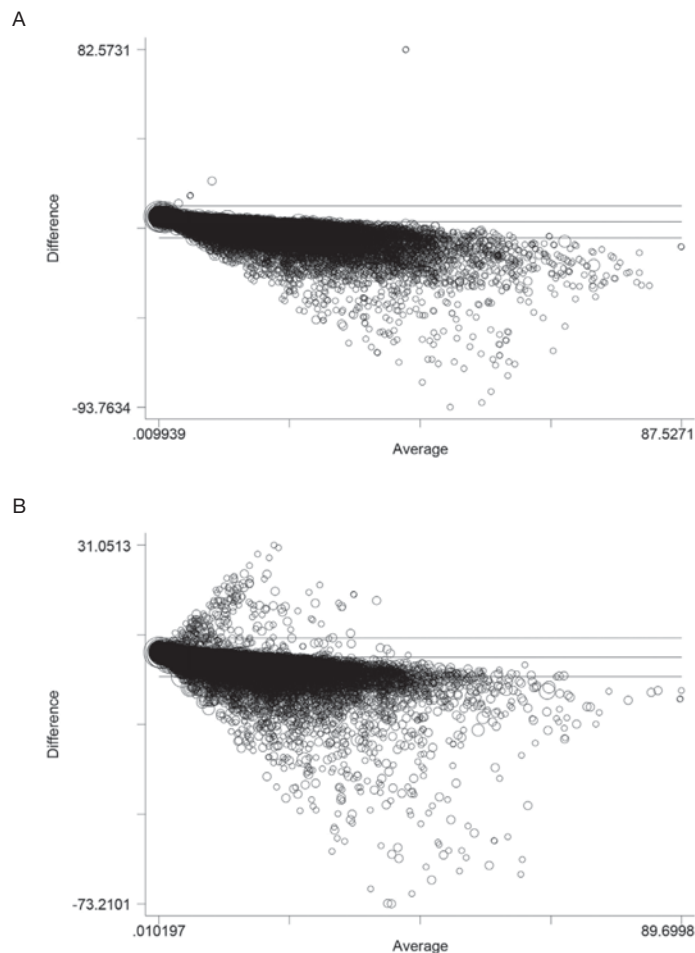 A
82.5731
Difference
-93.7634
.009939
87.5271
Average
B
31.0513
Difference
-73.2101
.010197
89.6998
Average